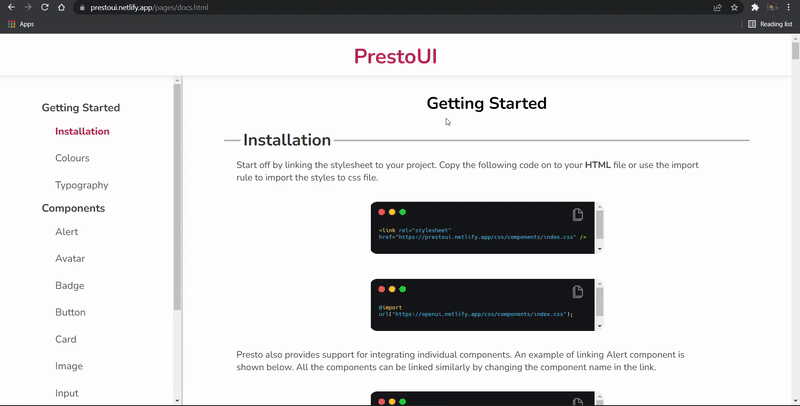 prestoui.netlify.app/pages/docs.html
Apps
Reading list
PrestoUI
Getting Started
Installation
Colours
Typography
Components
Alert
Avatar
Badge
Button
Card
Image
Input
Getting Started
Installation
Start off by linking the stylesheet to your project. Copy the following code on to your HTML file or use the import
rule to import the styles to css file.
<link rel="stylesheet"
href="https://prestoui.netlify.app/css/components/index.css" />
@import
url("https://openui.netlify.app/css/components/index.css");
Presto also provides support for integrating individual components. An example of linking Alert component is
shown below. All the components can be linked similarly by changing the component name in the link.